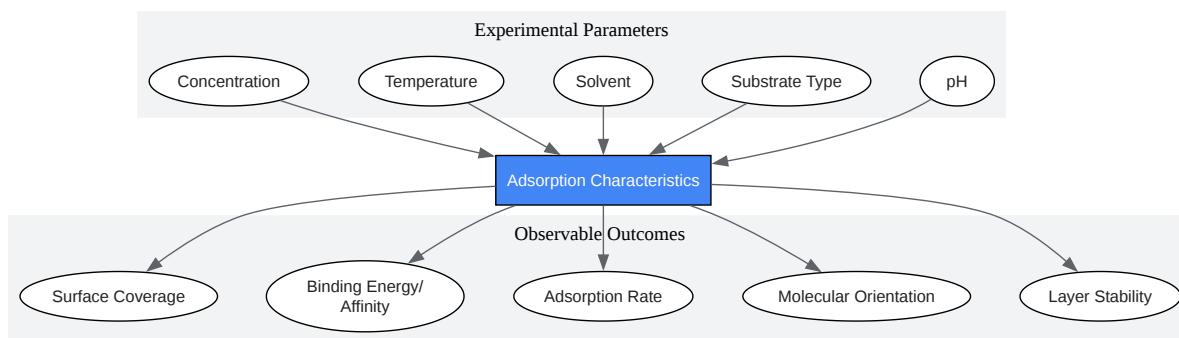 Experimental Parameters
Concentration
Temperature
Solvent
Substrate Type
pH
Adsorption Characteristics
Observable Outcomes
Surface Coverage
Binding Energy/
Affinity
Adsorption Rate
Molecular Orientation
Layer Stability